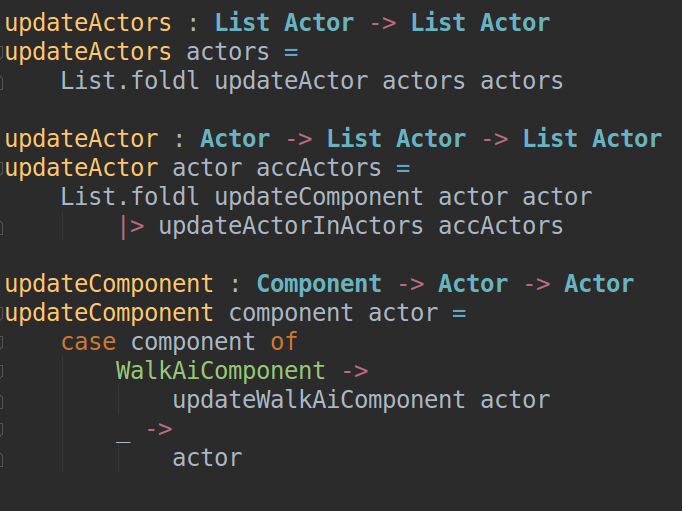 updateActors : List Actor -> List Actor
updateActors actors =
    List.foldl updateActor actors actors

updateActor : Actor -> List Actor -> List Actor
updateActor actor accActors =
    List.foldl updateComponent actor actor
        |> updateActorInActors accActors

updateComponent : Component -> Actor -> Actor
updateComponent component actor =
    case component of
        WalkAiComponent ->
            updateWalkAiComponent actor
        _ ->
            actor